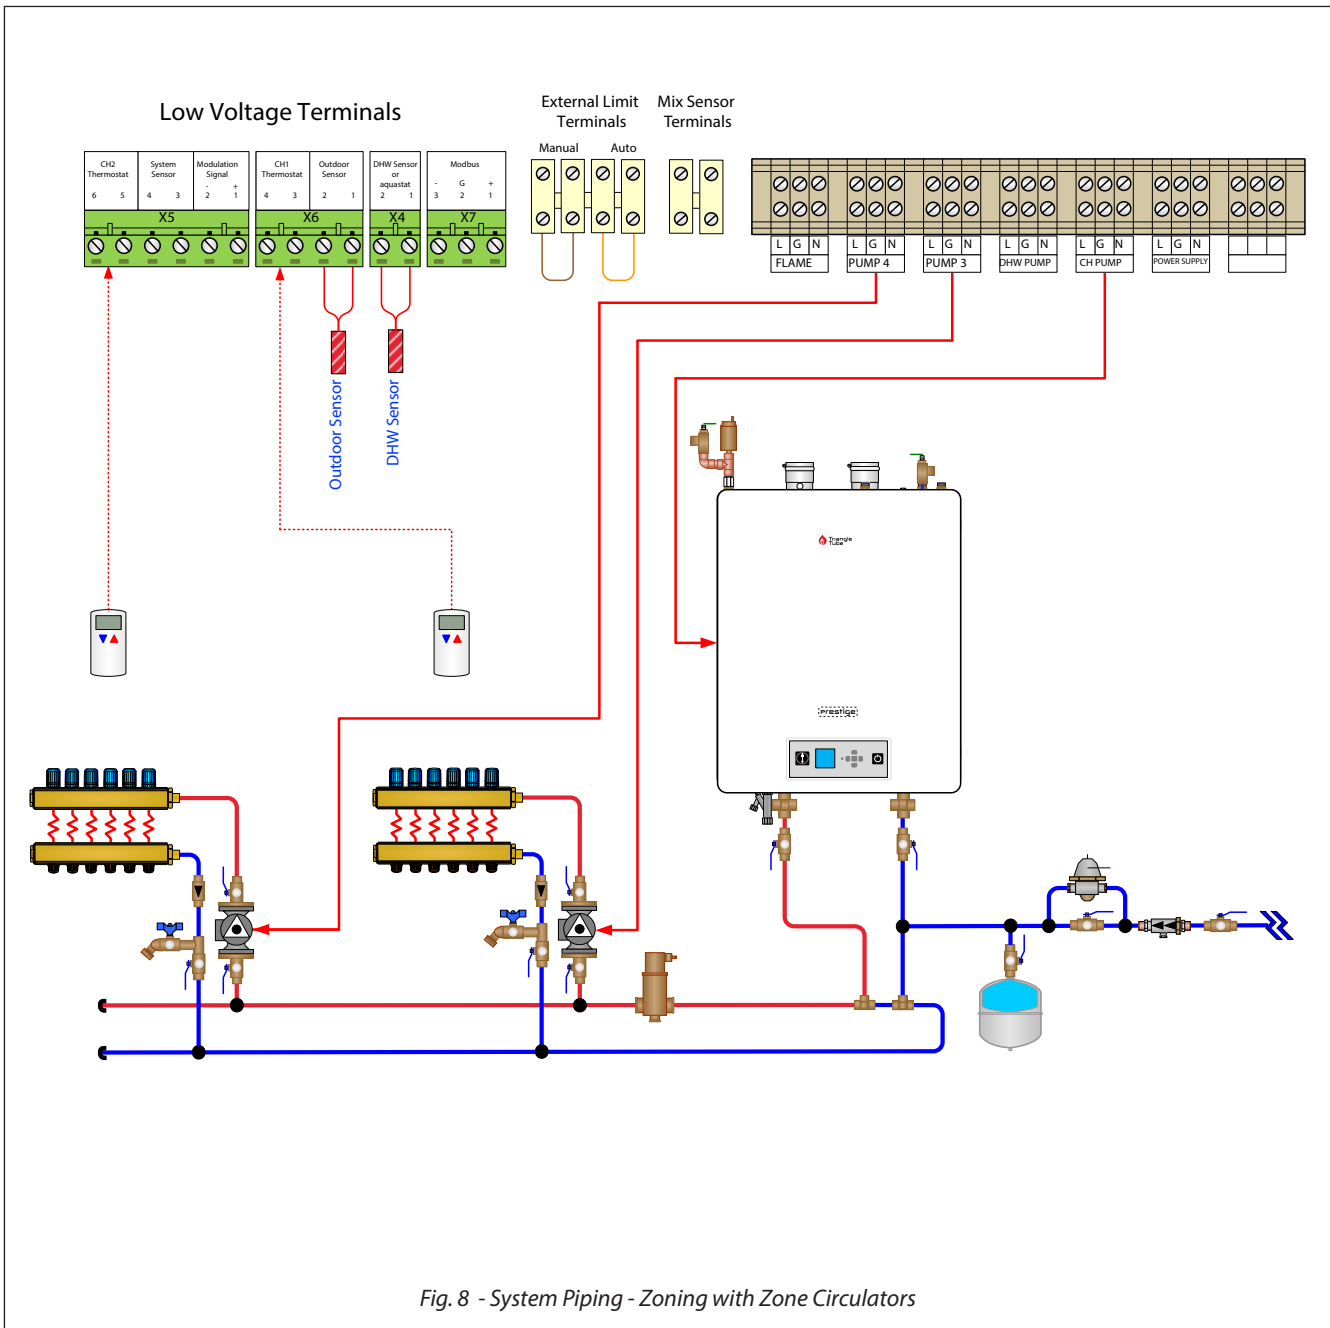 Low Voltage Terminals
External Limit
Terminals
Mix Sensor
Terminals
Manual
Auto
CH2
Thermostat
6 5
System
Sensor
4 3
Modulation
Signal
- +
2 1
CH1
Thermostat
4 3
Outdoor
Sensor
2 1
DHW Sensor
or
aquastat
2 1
Modbus
- G +
3 2 1
X5
X6
X4
X7
L G N
FLAME
L G N
PUMP 4
L G N
PUMP 3
L G N
DHW PUMP
L G N
CH PUMP
L G N
POWER SUPPLY
Outdoor Sensor
DHW Sensor
Triangle
Tube
Prestige
Fig. 8 - System Piping - Zoning with Zone Circulators